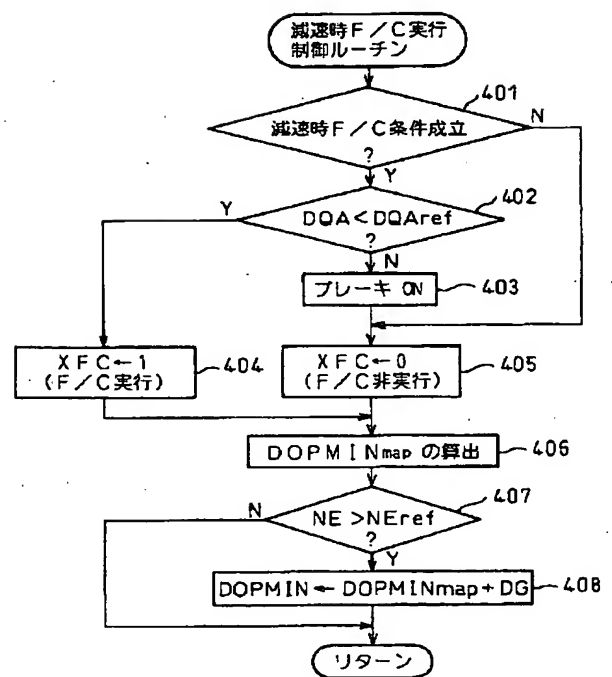 減速時F/C実行
制御ルーチン
401
減速時F/C条件成立
?
N
Y
402
DQA<DQAref
?
Y
N
ブレーキ ON
403
XFC←1
(F/C実行)
404
XFC←0
(F/C非実行)
405
DOPMINmap の算出
406
407
NE>NEref
?
N
Y
DOPMIN←DOPMINmap+DG
408
リターン